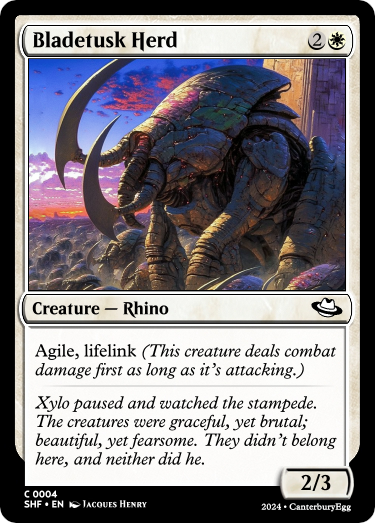 Bladetusk Herd 2
Creature — Rhino
Agile, lifelink (This creature deals combat
damage first as long as it's attacking.)
Xylo paused and watched the stampede.
The creatures were graceful, yet brutal;
beautiful, yet fearsome. They didn't belong
here, and neither did he.
2/3
C 0004
SHF • EN Jacques Henry
2024 • CanterburyEgg